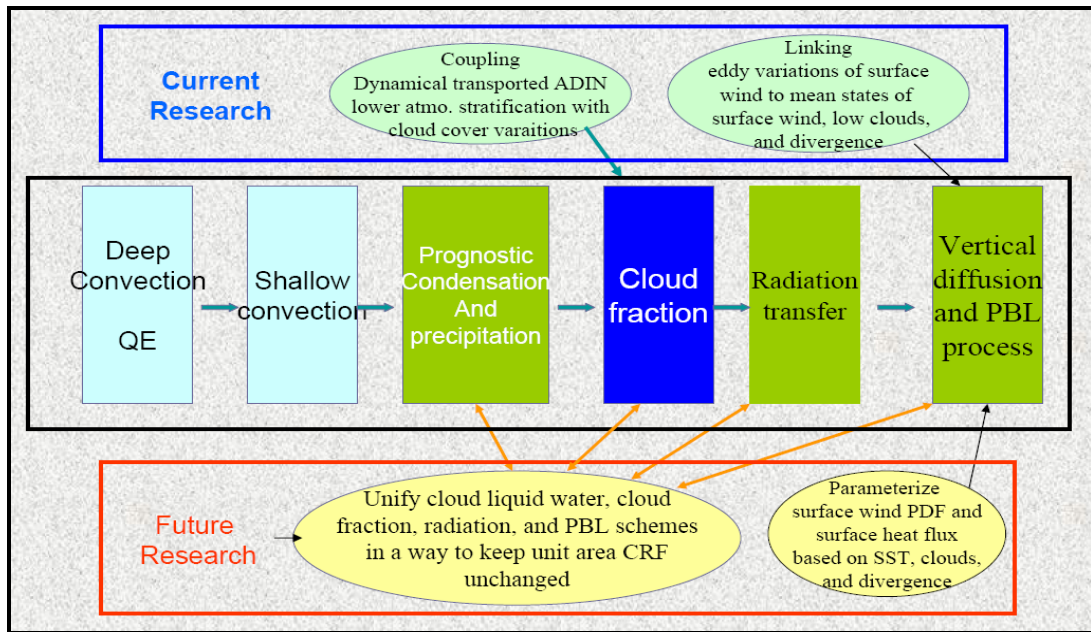 Current
Research
Coupling
Dynamical transported ADIN
lower atmo. stratification with
cloud cover varaitions
Linking
eddy variations of surface
wind to mean states of
surface wind, low clouds,
and divergence
Deep
Convection
QE
Shallow
convection
Prognostic
Condensation
And
precipitation
Cloud
fraction
Radiation
transfer
Vertical
diffusion
and PBL
process
Future
Research
Unify cloud liquid water, cloud
fraction, radiation, and PBL schemes
in a way to keep unit area CRF
unchanged
Parameterize
surface wind PDF and
surface heat flux
based on SST, clouds,
and divergence